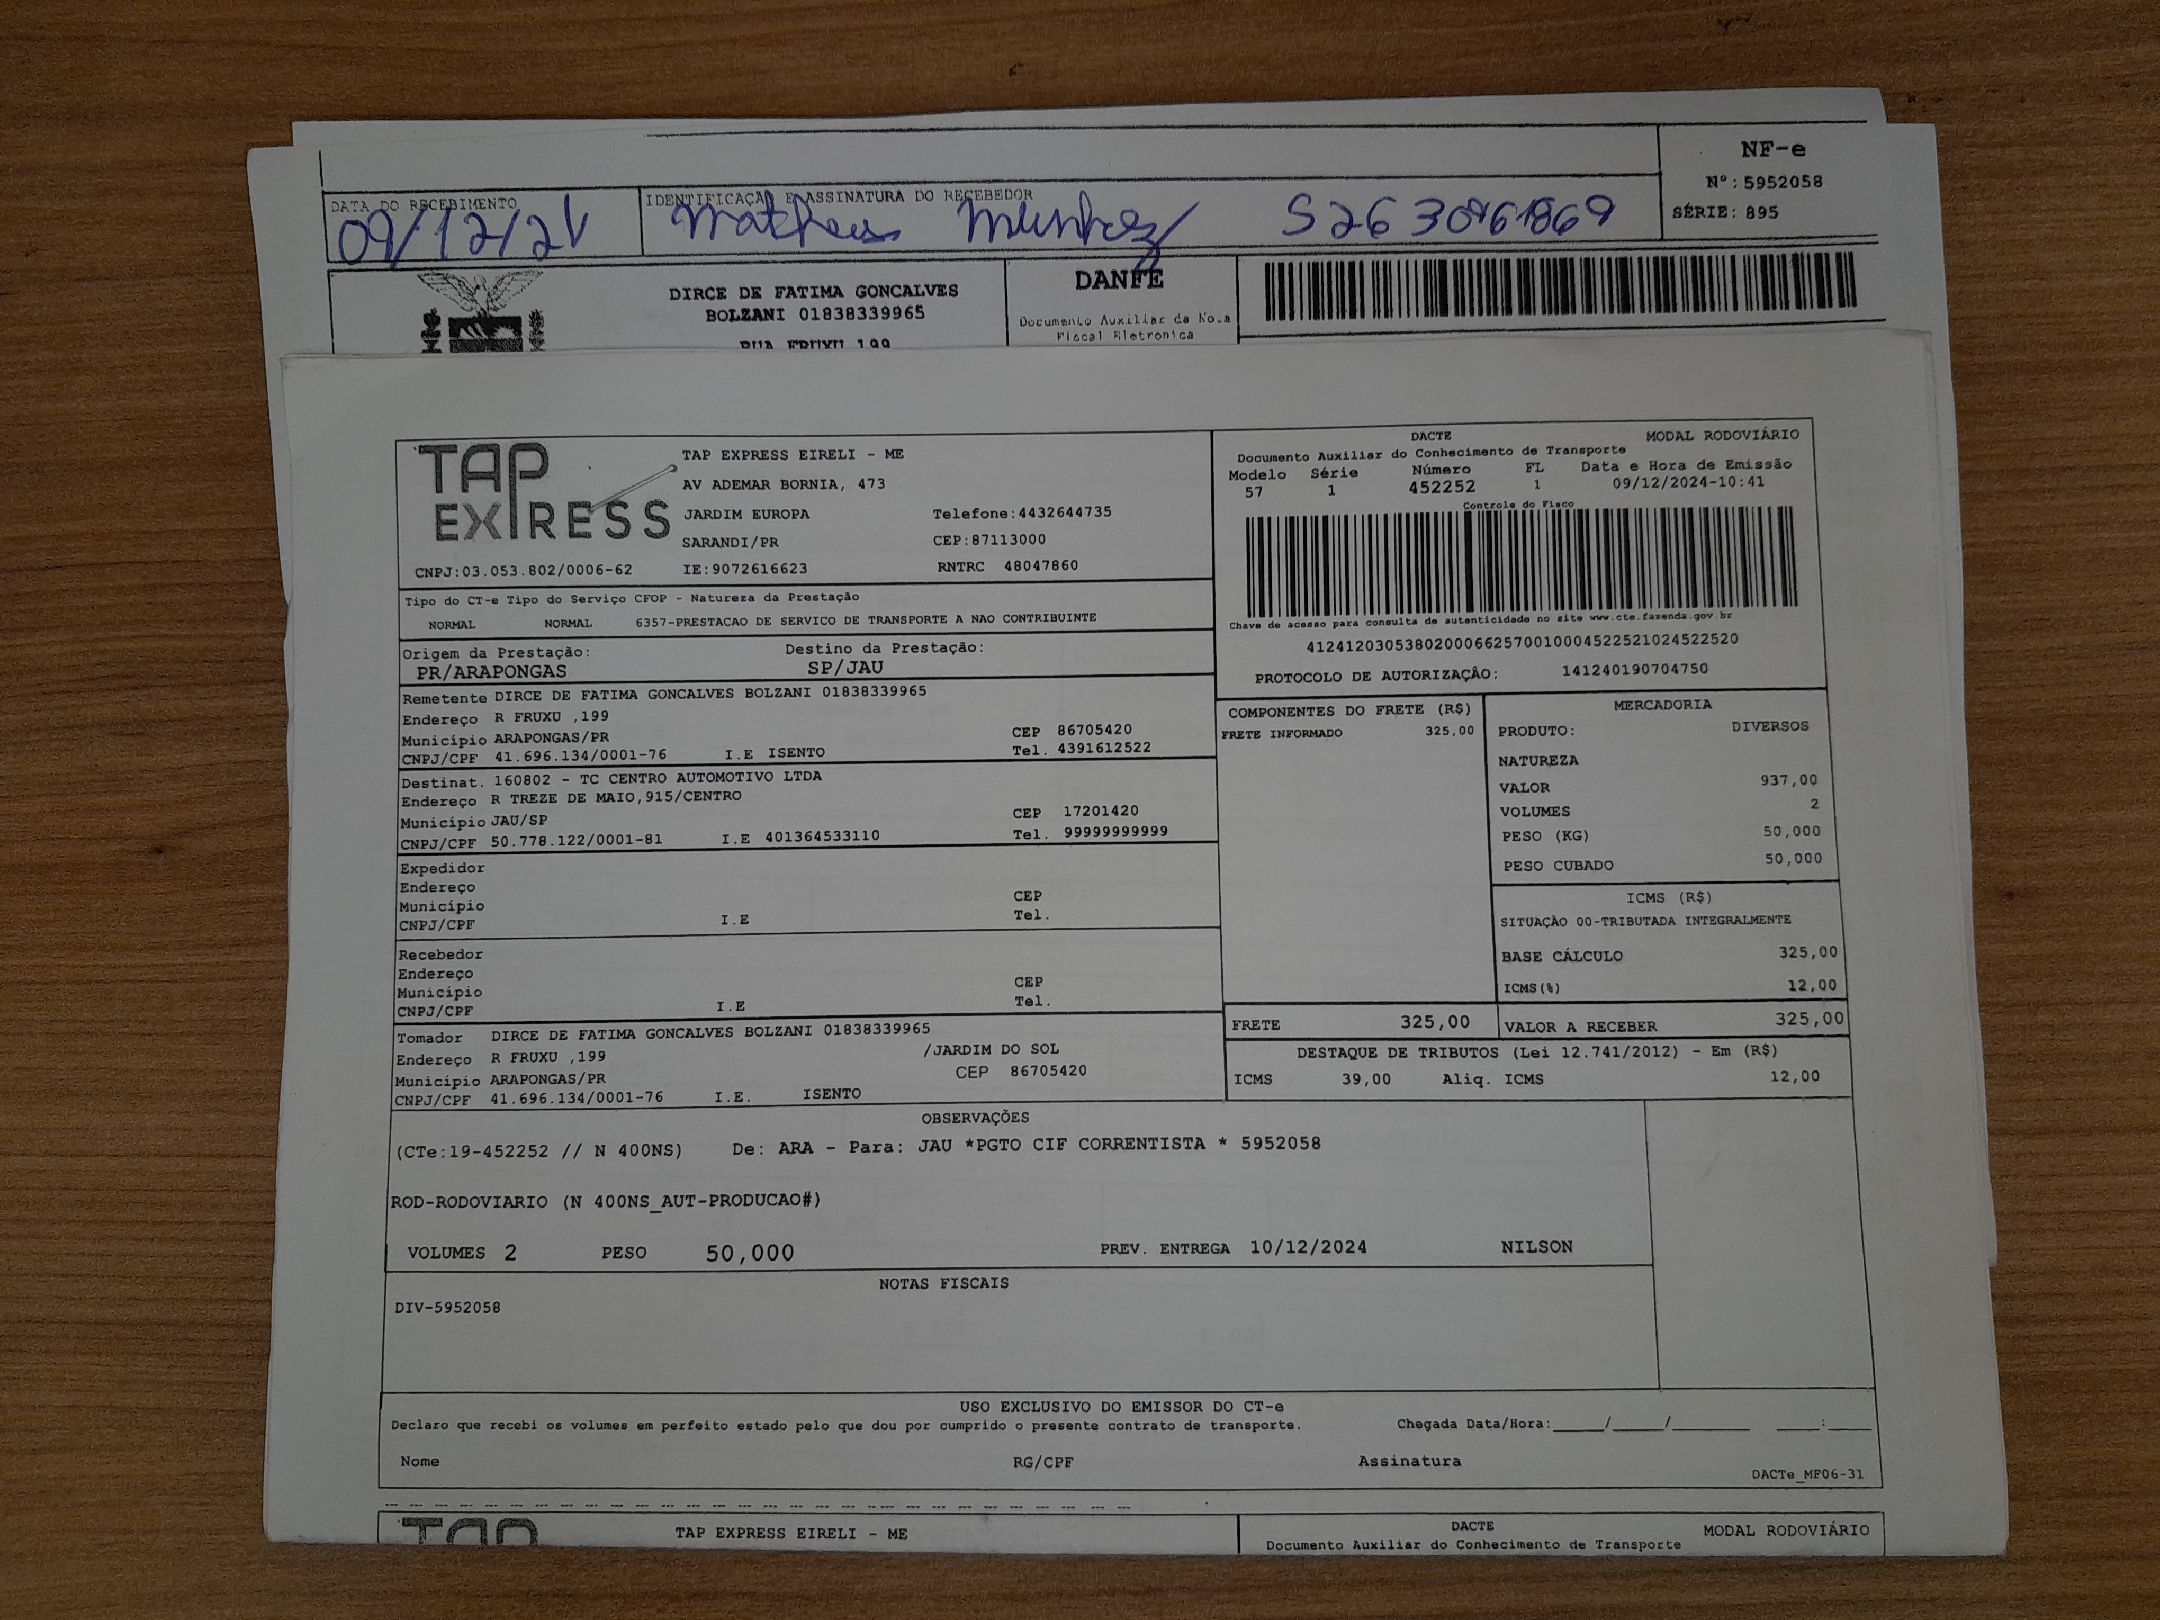 NF-e
Nº:5952058
SÉRIE: 895
DATA DO RECEBIMENTO
IDENTIFICAÇÃO E ASSINATURA DO RECEBEDOR
09/12/24
Matheus Munhoz
DIRCE DE FATIMA GONCALVES
BOLZANI 01838339965
RUA FRUXU 199
DANFE
Documento Auxiliar da Nota
Fiscal Eletronica
TAP EXPRESS
TAP EXPRESS EIRELI - ME
AV ADEMAR BORNIA, 473
JARDIM EUROPA Telefone:4432644735
SARANDI/PR CEP:87113000
CNPJ:03.053.802/0006-62 IE:9072616623 RNTRC 48047860
DACTE MODAL RODOVIÁRIO
Documento Auxiliar do Conhecimento de Transporte
Modelo Série Número FL Data e Hora de Emissão
57 1 452252 1 09/12/2024-10:41
Controle do Fisco
Chave de acesso para consulta de autenticidade no site www.cte.fazenda.gov.br
41241203053802000662570010004522521024522520
PROTOCOLO DE AUTORIZAÇÂO: 141240190704750
Tipo do CT-e Tipo do Serviço CFOP - Natureza da Prestação
NORMAL NORMAL 6357-PRESTACAO DE SERVICO DE TRANSPORTE A NAO CONTRIBUINTE
Origem da Prestação: Destino da Prestação:
PR/ARAPONGAS SP/JAU
Remetente DIRCE DE FATIMA GONCALVES BOLZANI 01838339965
Endereço R FRUXU ,199
Município ARAPONGAS/PR CEP 86705420
CNPJ/CPF 41.696.134/0001-76 I.E ISENTO Tel. 4391612522
Destinat. 160802 - TC CENTRO AUTOMOTIVO LTDA
Endereço R TREZE DE MAIO,915/CENTRO
Município JAU/SP CEP 17201420
CNPJ/CPF 50.778.122/0001-81 I.E 401364533110 Tel. 99999999999
Expedidor
Endereço
Município CEP
CNPJ/CPF I.E Tel.
Recebedor
Endereço
Município CEP
CNPJ/CPF I.E Tel.
Tomador DIRCE DE FATIMA GONCALVES BOLZANI 01838339965
Endereço R FRUXU ,199 /JARDIM DO SOL
Município ARAPONGAS/PR CEP 86705420
CNPJ/CPF 41.696.134/0001-76 I.E. ISENTO
COMPONENTES DO FRETE (R$)
FRETE INFORMADO 325,00
MERCADORIA
PRODUTO: DIVERSOS
NATUREZA
VALOR 937,00
VOLUMES 2
PESO (KG) 50,000
PESO CUBADO 50,000
ICMS (R$)
SITUAÇÃO 00-TRIBUTADA INTEGRALMENTE
BASE CÁLCULO 325,00
ICMS(%) 12,00
FRETE 325,00 VALOR A RECEBER 325,00
DESTAQUE DE TRIBUTOS (Lei 12.741/2012) - Em (R$)
ICMS 39,00 Aliq. ICMS 12,00
OBSERVAÇÕES
(CTe:19-452252 // N 400NS) De: ARA - Para: JAU *PGTO CIF CORRENTISTA * 5952058
ROD-RODOVIARIO (N 400NS_AUT-PRODUCAO#)
VOLUMES 2 PESO 50,000 PREV. ENTREGA 10/12/2024 NILSON
NOTAS FISCAIS
DIV-5952058
USO EXCLUSIVO DO EMISSOR DO CT-e
Declaro que recebi os volumes em perfeito estado pelo que dou por cumprido o presente contrato de transporte. Chegada Data/Hora:_____/_____/________ ____:____
Nome RG/CPF Assinatura
DACTe_MF06-31
TAP EXPRESS EIRELI - ME
DACTE MODAL RODOVIÁRIO
Documento Auxiliar do Conhecimento de Transporte